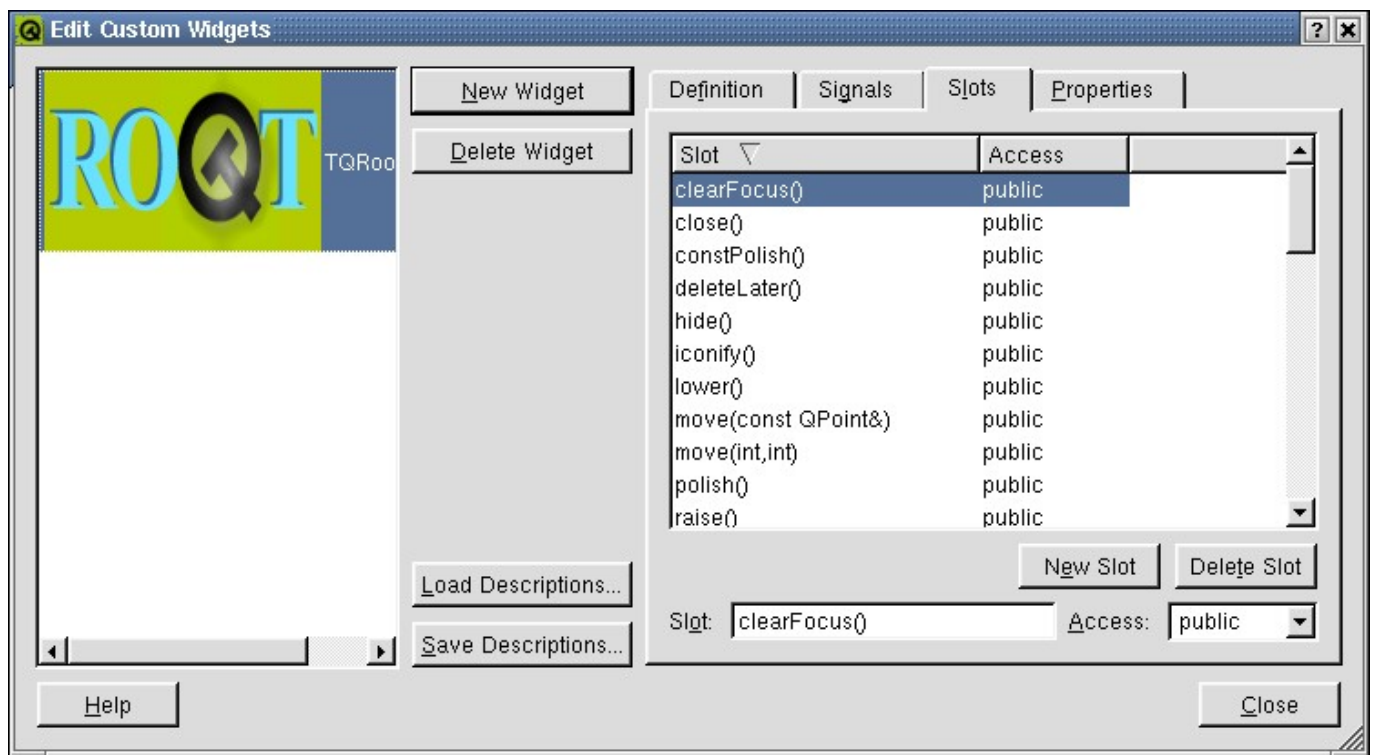 Edit Custom Widgets
ROQT
TQRoo
New Widget
Delete Widget
Load Descriptions...
Save Descriptions...
Definition
Signals
Slots
Properties
Slot
Access
clearFocus()
public
close()
public
constPolish()
public
deleteLater()
public
hide()
public
iconify()
public
lower()
public
move(const QPoint&)
public
move(int,int)
public
polish()
public
raise()
public
New Slot
Delete Slot
Slot:
clearFocus()
Access:
public
Help
Close